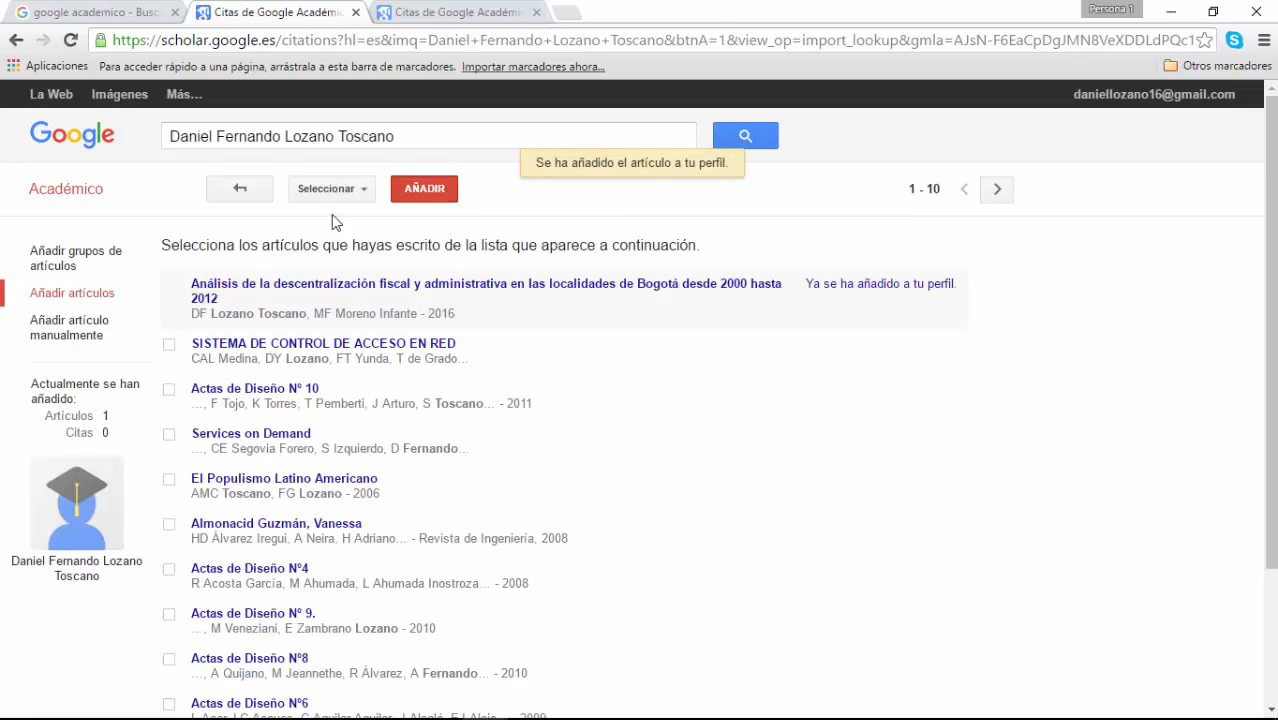 google academico - Busc
Citas de Google Académi
Citas de Google Académi
Persona 1
https://scholar.google.es/citations?hl=es&imq=Daniel+Fernando+Lozano+Toscano&btnA=1&view_op=import_lookup&gmla=AJsN-F6EaCpDgJMN8VeXDDLdPQc1
Aplicaciones
Para acceder rápido a una página, arrástrala a esta barra de marcadores. Importar marcadores ahora...
Otros marcadores
La Web Imágenes Más...
daniellozano16@gmail.com
Google
Daniel Fernando Lozano Toscano
Se ha añadido el artículo a tu perfil.
Académico
Seleccionar
AÑADIR
1 - 10
Añadir grupos de
artículos
Añadir artículos
Añadir artículo
manualmente
Actualmente se han
añadido:
Artículos 1
Citas 0
Daniel Fernando Lozano
Toscano
Selecciona los artículos que hayas escrito de la lista que aparece a continuación.
Análisis de la descentralización fiscal y administrativa en las localidades de Bogotá desde 2000 hasta
2012
Ya se ha añadido a tu perfil.
DF Lozano Toscano, MF Moreno Infante - 2016
SISTEMA DE CONTROL DE ACCESO EN RED
CAL Medina, DY Lozano, FT Yunda, T de Grado...
Actas de Diseño Nº 10
..., F Tojo, K Torres, T Pemberti, J Arturo, S Toscano... - 2011
Services on Demand
..., CE Segovia Forero, S Izquierdo, D Fernando...
El Populismo Latino Americano
AMC Toscano, FG Lozano - 2006
Almonacid Guzmán, Vanessa
HD Álvarez Iregui, A Neira, H Adriano... - Revista de Ingeniería, 2008
Actas de Diseño Nº4
R Acosta García, M Ahumada, L Ahumada Inostroza... - 2008
Actas de Diseño Nº 9.
..., M Veneziani, E Zambrano Lozano - 2010
Actas de Diseño Nº8
..., A Quijano, M Jeannethe, R Álvarez, A Fernando... - 2010
Actas de Diseño Nº6